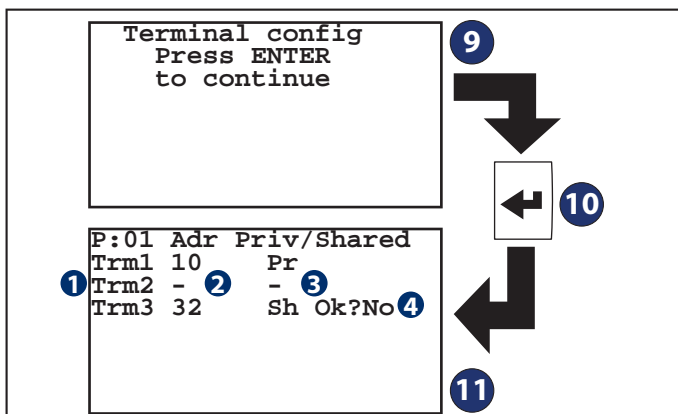 Terminal config
Press ENTER
to continue
9
10
P:01 Adr Priv/Shared
Trm1 10 Pr
1 Trm2 - 2 - 3
Trm3 32 Sh Ok?No 4
11